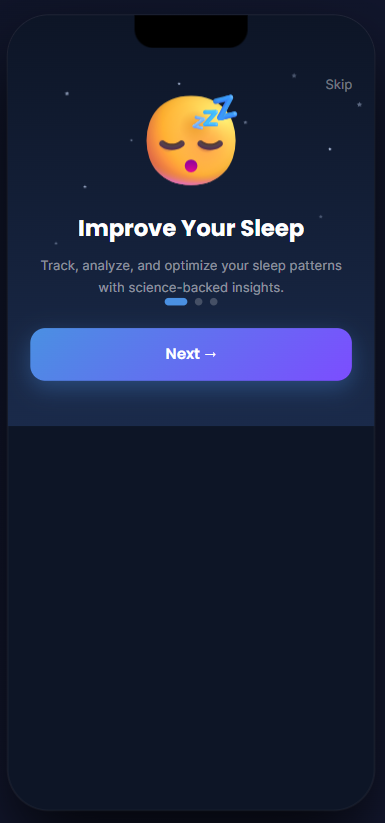 Skip
Improve Your Sleep
Track, analyze, and optimize your sleep patterns
with science-backed insights.
Next →